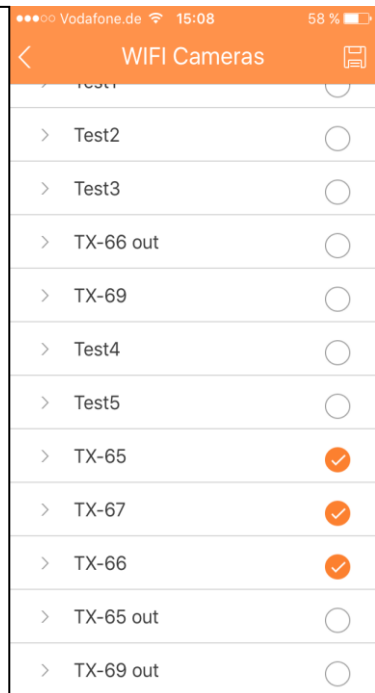 Vodafone.de 15:08 58 %
WIFI Cameras
Test1
Test2
Test3
TX-66 out
TX-69
Test4
Test5
TX-65
TX-67
TX-66
TX-65 out
TX-69 out